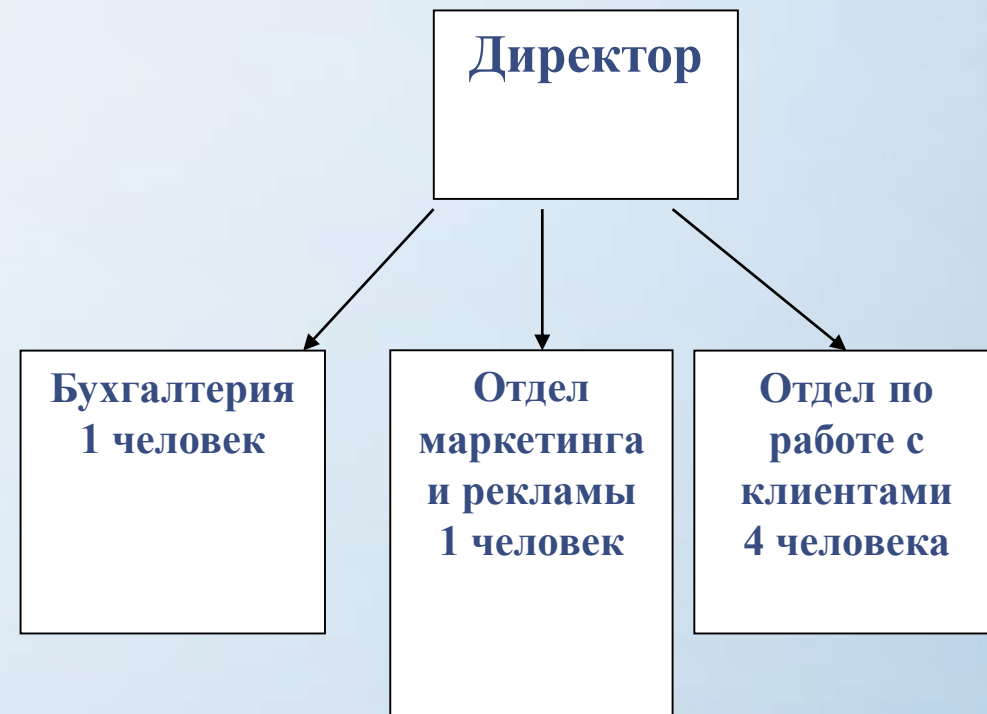 Директор
Бухгалтерия
1 человек
Отдел
маркетинга
и рекламы
1 человек
Отдел по
работе с
клиентами
4 человека